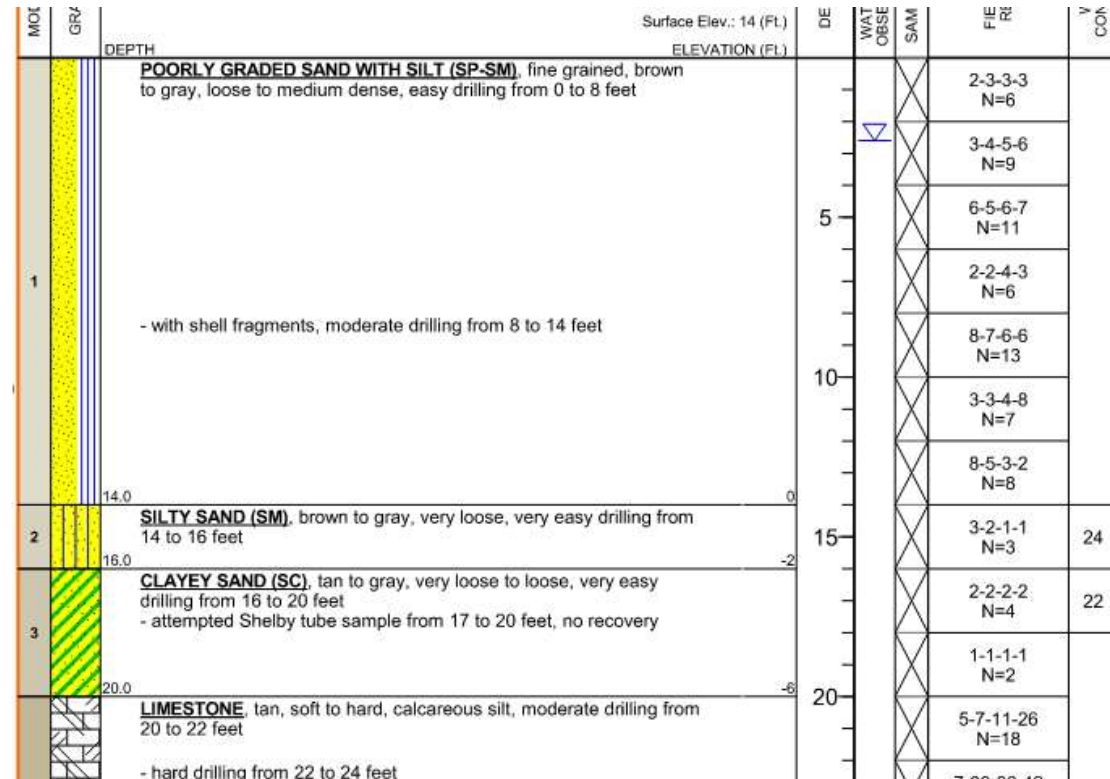 MOD
GRA
Surface Elev.: 14 (Ft.)
DEPTH
ELEVATION (Ft.)
DE
WAT
OBSE
SAM
FIE
CON
POORLY GRADED SAND WITH SILT (SP-SM), fine grained, brown
to gray, loose to medium dense, easy drilling from 0 to 8 feet
2-3-3-3
N=6
3-4-5-6
N=9
5
6-5-6-7
N=11
1
2-2-4-3
N=6
- with shell fragments, moderate drilling from 8 to 14 feet
8-7-6-6
N=13
10
3-3-4-8
N=7
8-5-3-2
N=8
14.0
0
2
SILTY SAND (SM), brown to gray, very loose, very easy drilling from
14 to 16 feet
15
3-2-1-1
N=3
24
16.0
-2
3
CLAYEY SAND (SC), tan to gray, very loose to loose, very easy
drilling from 16 to 20 feet
- attempted Shelby tube sample from 17 to 20 feet, no recovery
2-2-2-2
N=4
22
1-1-1-1
N=2
20.0
-6
20
LIMESTONE, tan, soft to hard, calcareous silt, moderate drilling from
20 to 22 feet
5-7-11-26
N=18
- hard drilling from 22 to 24 feet